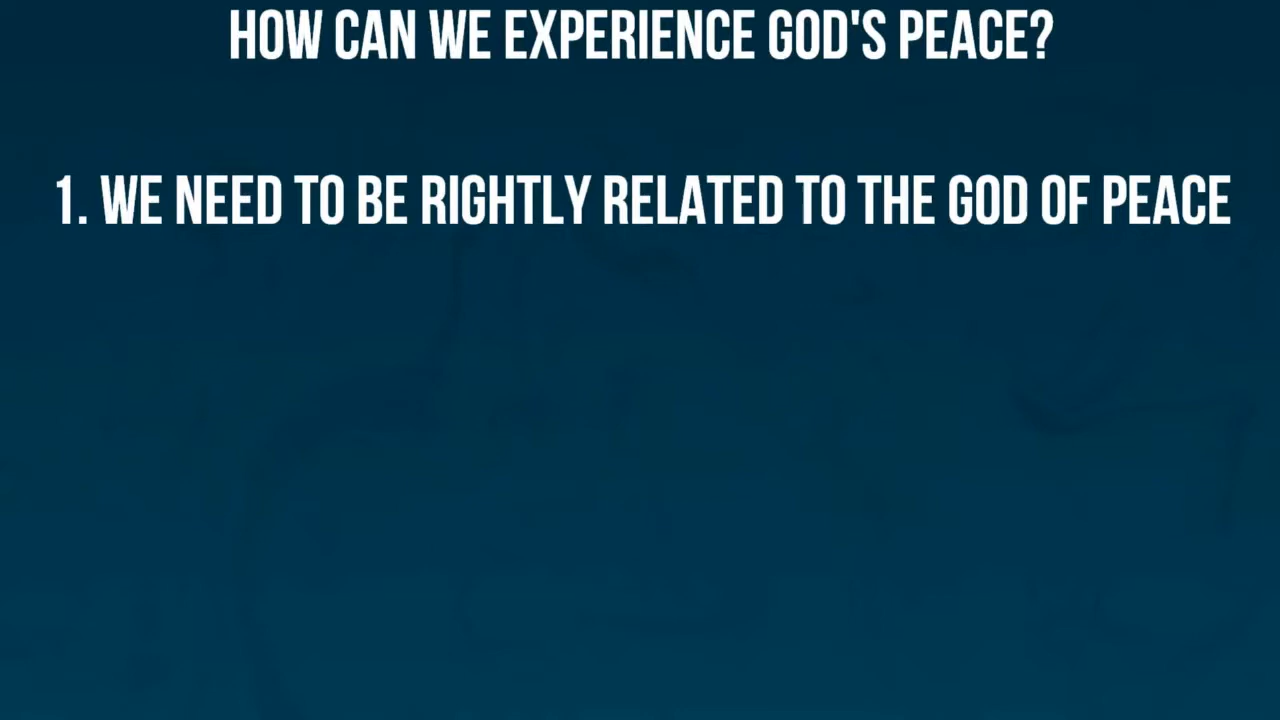 HOW CAN WE EXPERIENCE GOD'S PEACE?
1. WE NEED TO BE RIGHTLY RELATED TO THE GOD OF PEACE